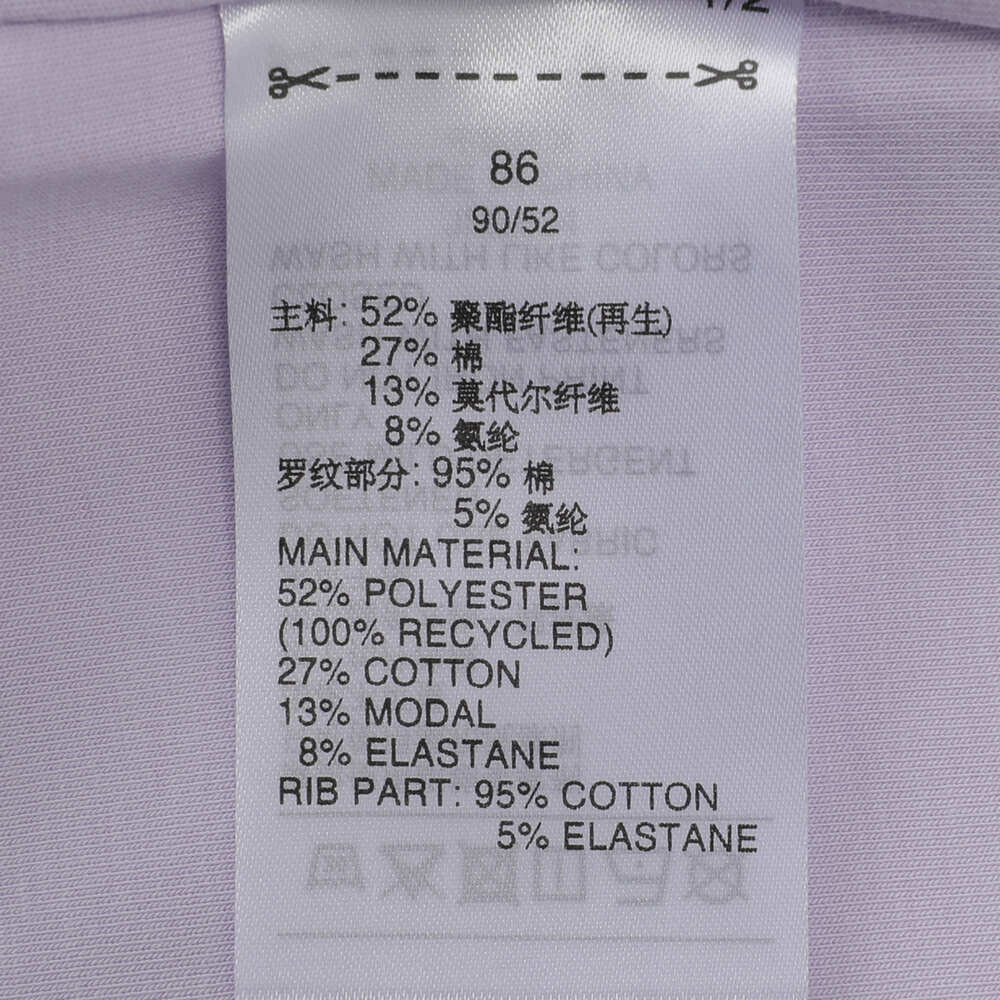 1/2
86
90/52
主料: 52% 聚酯纤维(再生)
27% 棉
13% 莫代尔纤维
8% 氨纶
罗纹部分: 95% 棉
5% 氨纶
MAIN MATERIAL:
52% POLYESTER
(100% RECYCLED)
27% COTTON
13% MODAL
8% ELASTANE
RIB PART: 95% COTTON
5% ELASTANE